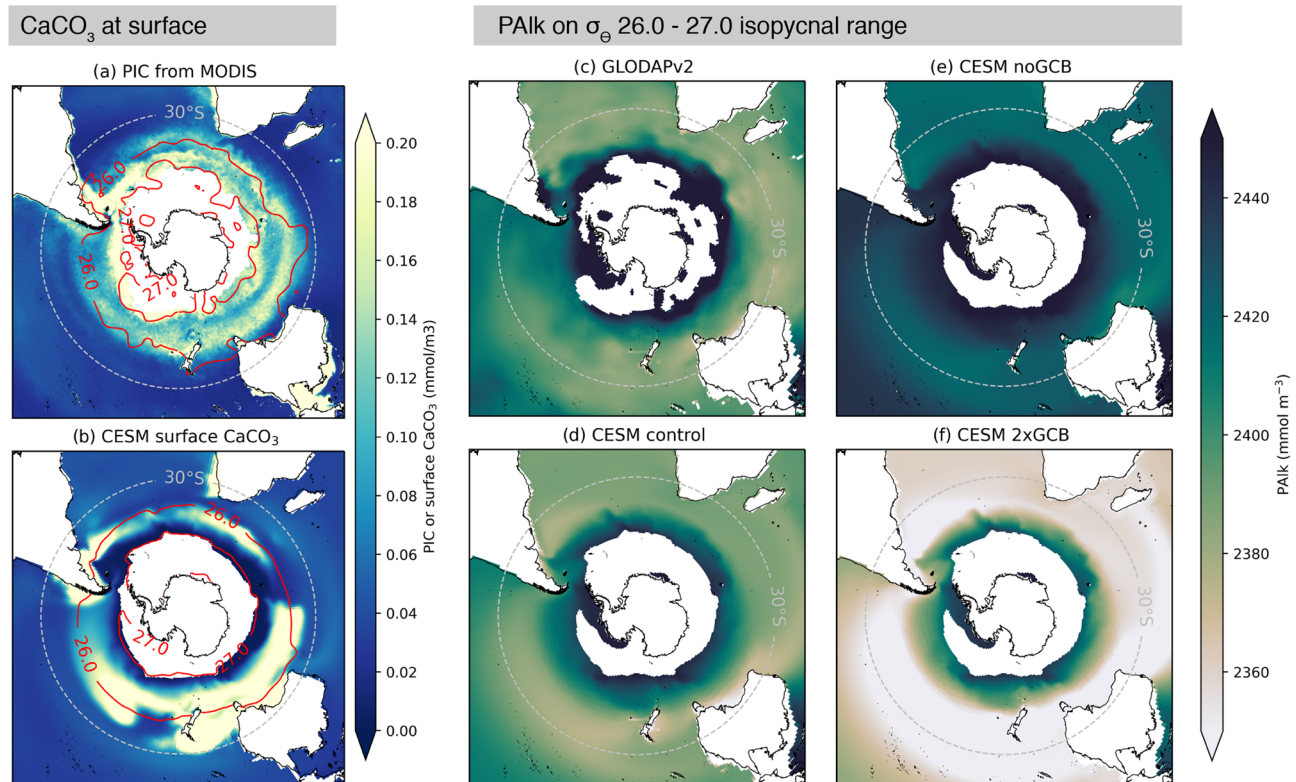 CaCO₃ at surface
PAlk on σ_Θ 26.0 - 27.0 isopycnal range
(a) PIC from MODIS
30°S
26.0
27.0
26.0
27.0
(b) CESM surface CaCO₃
30°S
26.0
26.0
27.0
27.0
0.20
0.18
0.16
0.14
0.12
0.10
0.08
0.06
0.04
0.02
0.00
PIC or surface CaCO₃ (mmol/m3)
(c) GLODAPv2
30°S
(e) CESM noGCB
30°S
(d) CESM control
30°S
(f) CESM 2xGCB
30°S
2440
2420
2400
2380
2360
PAlk (mmol m⁻³)